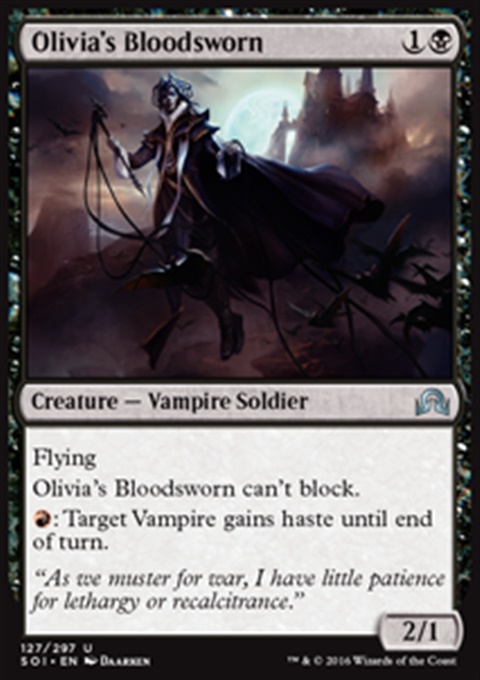 Olivia's Bloodsworn 1
Creature — Vampire Soldier
Flying
Olivia's Bloodsworn can't block.
: Target Vampire gains haste until end
of turn.
"As we muster for war, I have little patience
for lethargy or recalcitrance."
2/1
127/297 U
SOI • EN DAARKEN
™ & © 2016 Wizards of the Coast